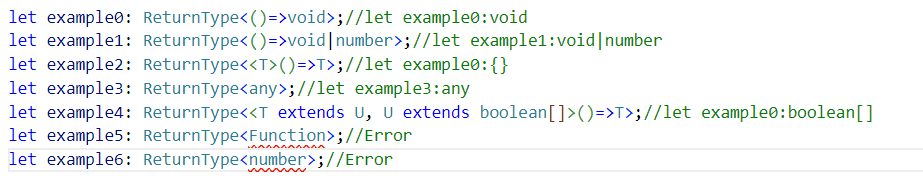 let example0: ReturnType<()=>void>;//let example0:void
let example1: ReturnType<()=>void|number>;//let example1:void|number
let example2: ReturnType<<T>()=>T>;//let example0:{}
let example3: ReturnType<any>;//let example3:any
let example4: ReturnType<<T extends U, U extends boolean[]>()=>T>;//let example0:boolean[]
let example5: ReturnType<Function>;//Error
let example6: ReturnType<number>;//Error